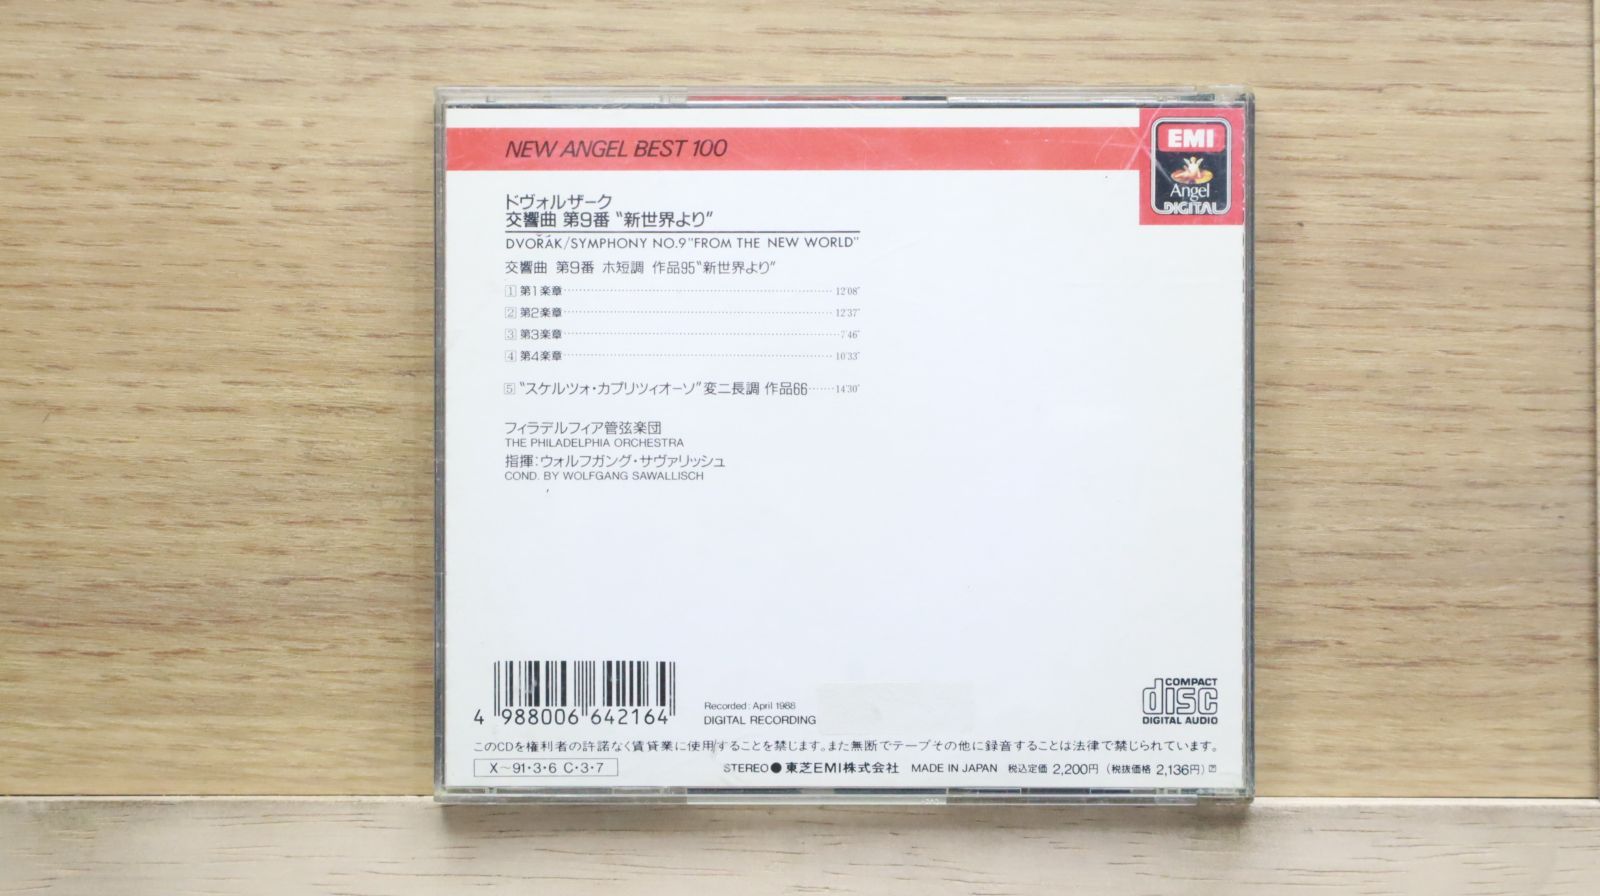 NEW ANGEL BEST 100
EMI
Angel
DIGITAL
ドヴォルザーク
交響曲 第9番 “新世界より”
DVOŘÁK/SYMPHONY NO.9"FROM THE NEW WORLD"
交響曲 第9番 ホ短調 作品95“新世界より”
1 第1楽章 12'08"
2 第2楽章 12'37"
3 第3楽章 7'46"
4 第4楽章 10'33"
5 “スケルツォ・カプリツィオーソ”変ニ長調 作品66 14'30"
フィラデルフィア管弦楽団
THE PHILADELPHIA ORCHESTRA
指揮:ウォルフガング・サヴァリッシュ
COND. BY WOLFGANG SAWALLISCH
4 988006 642164
Recorded: April 1988
DIGITAL RECORDING
COMPACT
disc
DIGITAL AUDIO
このCDを権利者の許諾なく賃貸業に使用することを禁じます。また無断でテープその他に録音することは法律で禁じられています。
X～91・3・6 C・3・7
STEREO●東芝EMI株式会社 MADE IN JAPAN 税込定価 2,200円 (税抜価格 2,136円)